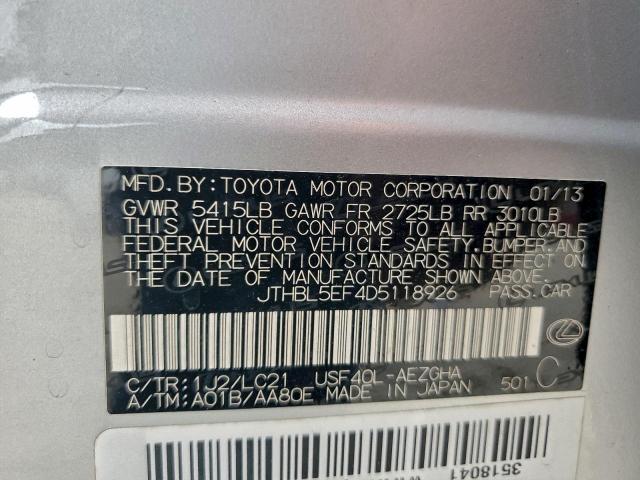 MFD. BY: TOYOTA MOTOR CORPORATION 01/13
GVWR 5415LB GAWR FR 2725LB RR 3010LB
THIS VEHICLE CONFORMS TO ALL APPLICABLE
FEDERAL MOTOR VEHICLE SAFETY, BUMPER, AND
THEFT PREVENTION STANDARDS IN EFFECT ON
THE DATE OF MANUFACTURE SHOWN ABOVE.
JTHBL5EF4D5118926 PASS. CAR
C/TR: 1J2/LC21 USF40L-AEZGHA
A/TM: A01B/AA80E MADE IN JAPAN 501 C
3518041